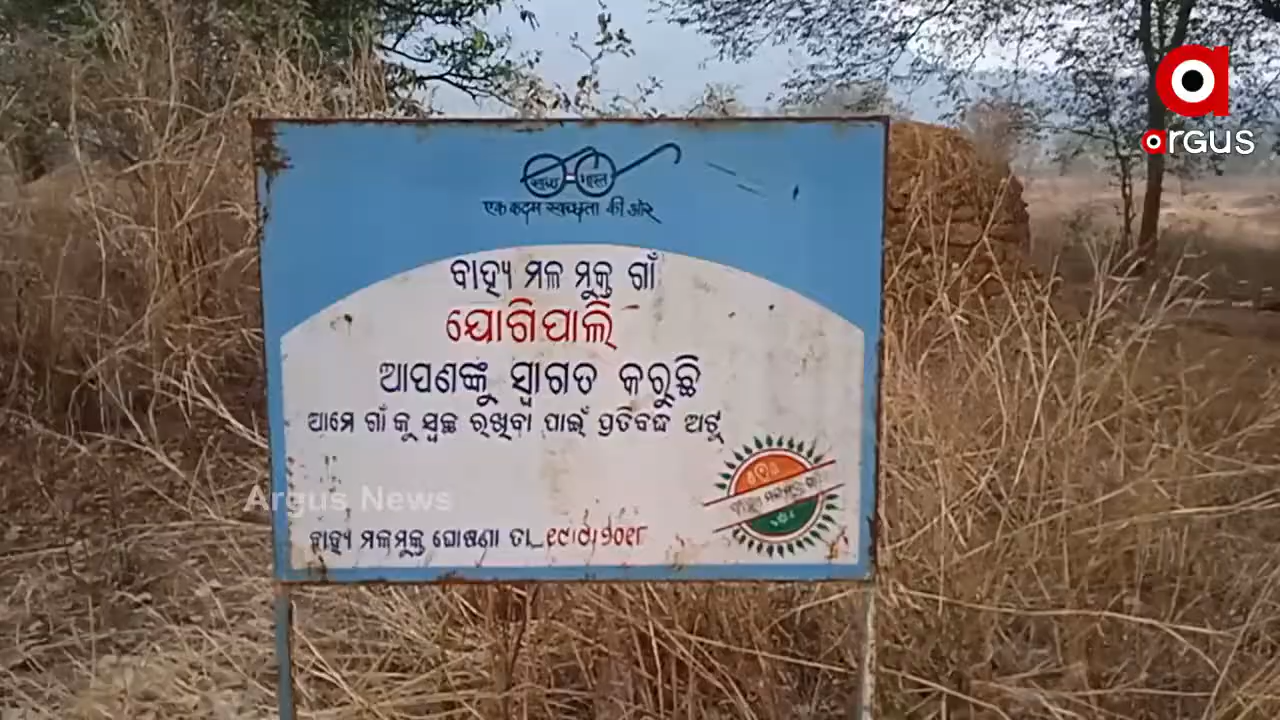 argus
स्वच्छ भारत
एक कदम स्वच्छता की ओर
ବାହ୍ୟ ମଳ ମୁକ୍ତ ଗାଁ
ଯୋଗିପାଲି
ଆପଣଙ୍କୁ ସ୍ୱାଗତ କରୁଛି
ଆମେ ଗାଁ କୁ ସ୍ୱଚ୍ଛ ରଖିବା ପାଇଁ ପ୍ରତିବଦ୍ଧ ଅଟୁ
Argus News
ବାହ୍ୟ ମଳମୁକ୍ତ ଘୋଷଣା ତା